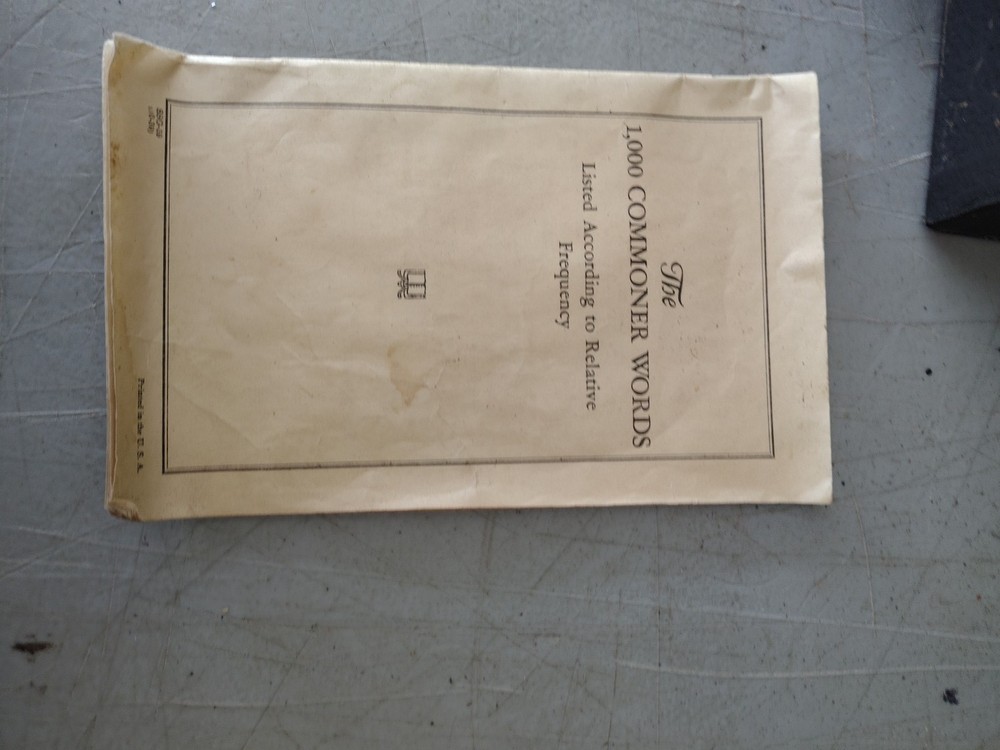 The
1,000 COMMONER WORDS
Listed According to Relative
Frequency
Printed in the U. S. A.